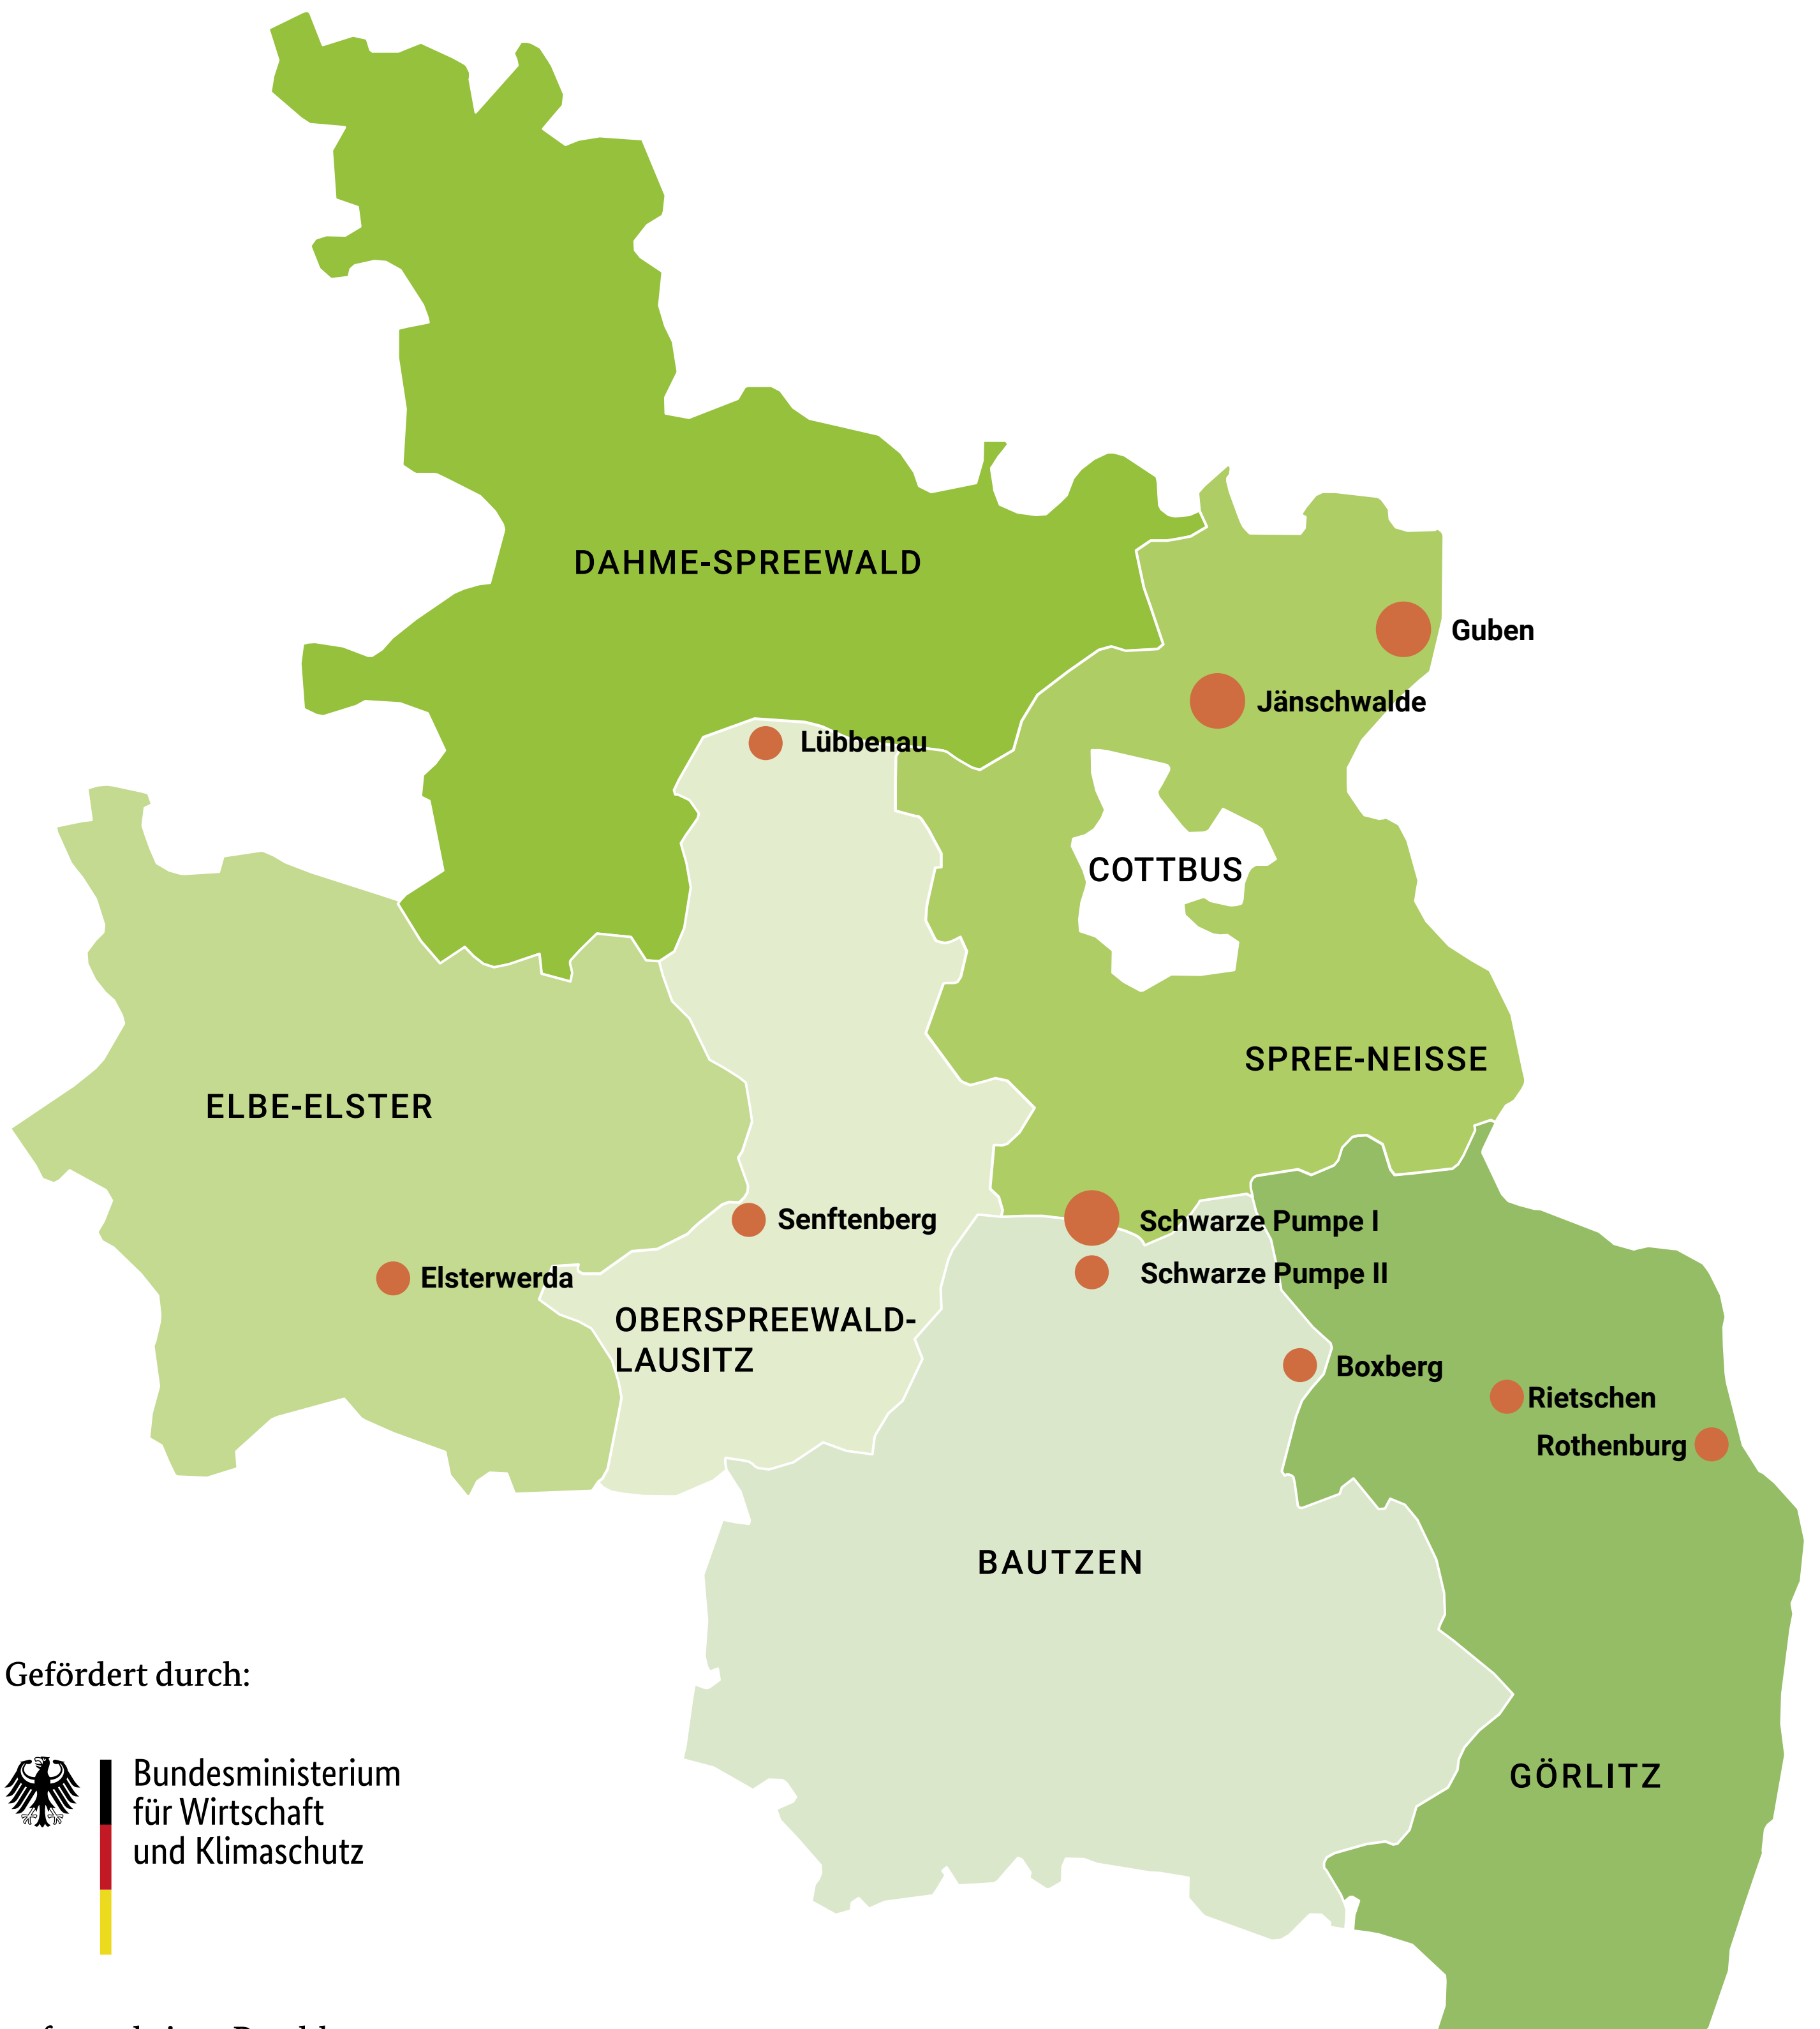 DAHME-SPREEWALD
Guben
Jänschwalde
Lübbenau
COTTBUS
SPREE-NEISSE
ELBE-ELSTER
Senftenberg
Schwarze Pumpe I
Elsterwerda
Schwarze Pumpe II
OBERSPREEWALD-
LAUSITZ
Boxberg
Rietschen
Rothenburg
BAUTZEN
Gefördert durch:
Bundesministerium
für Wirtschaft
und Klimaschutz
GÖRLITZ